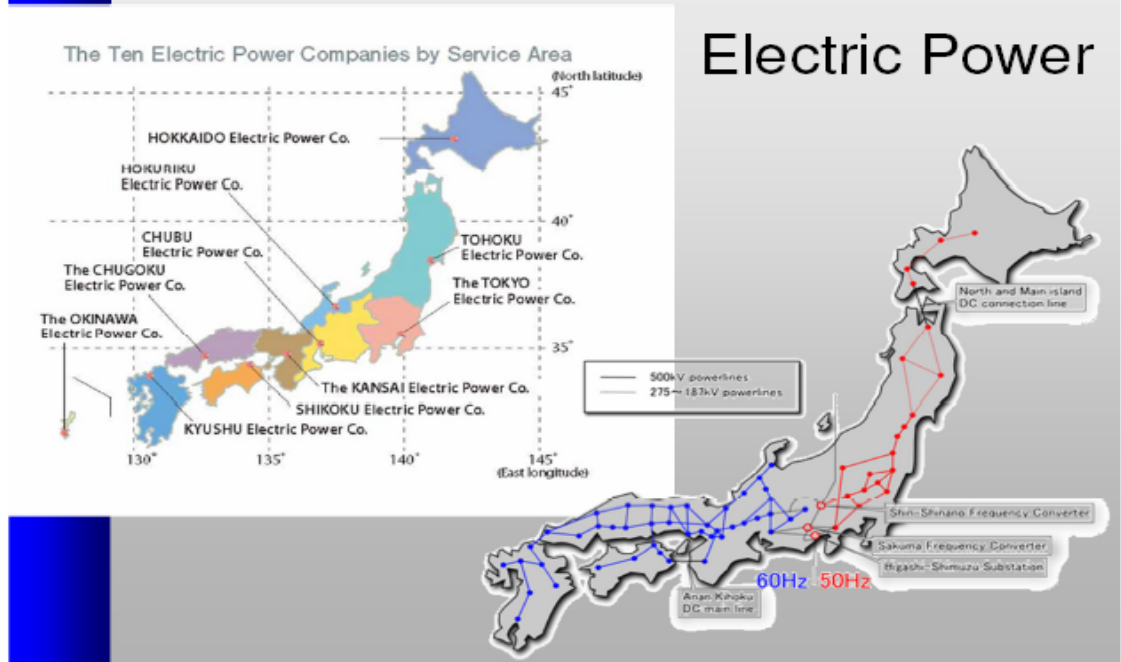 Electric Power
The Ten Electric Power Companies by Service Area
(North latitude)
45°
HOKKAIDO Electric Power Co.
HOKURIKU
Electric Power Co.
40°
CHUBU
Electric Power Co.
TOHOKU
Electric Power Co.
The CHUGOKU
Electric Power Co.
The TOKYO
Electric Power Co.
The OKINAWA
Electric Power Co.
35°
The KANSAI Electric Power Co.
SHIKOKU Electric Power Co.
KYUSHU Electric Power Co.
130°
135°
140°
145°
(East longitude)
North and Main island
DC connection line
500kV powerlines
275~187kV powerlines
Shin-Shinano Frequency Converter
Sakuma Frequency Converter
Higashi-Shimuzu Substation
60Hz
50Hz
Anan Kihoku
DC main line